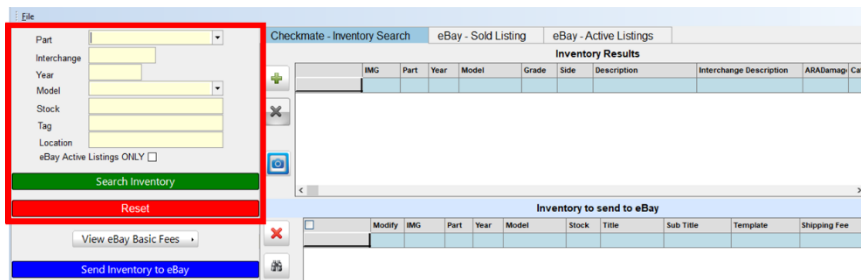 File
Part
Interchange
Year
Model
Stock
Tag
Location
eBay Active Listings ONLY
Search Inventory
Reset
View eBay Basic Fees
Send Inventory to eBay
Checkmate - Inventory Search eBay - Sold Listing eBay - Active Listings
Inventory Results
IMG Part Year Model Grade Side Description Interchange Description ARADamag Cat
Inventory to send to eBay
Modify IMG Part Year Model Stock Title Sub Title Template Shipping Fee